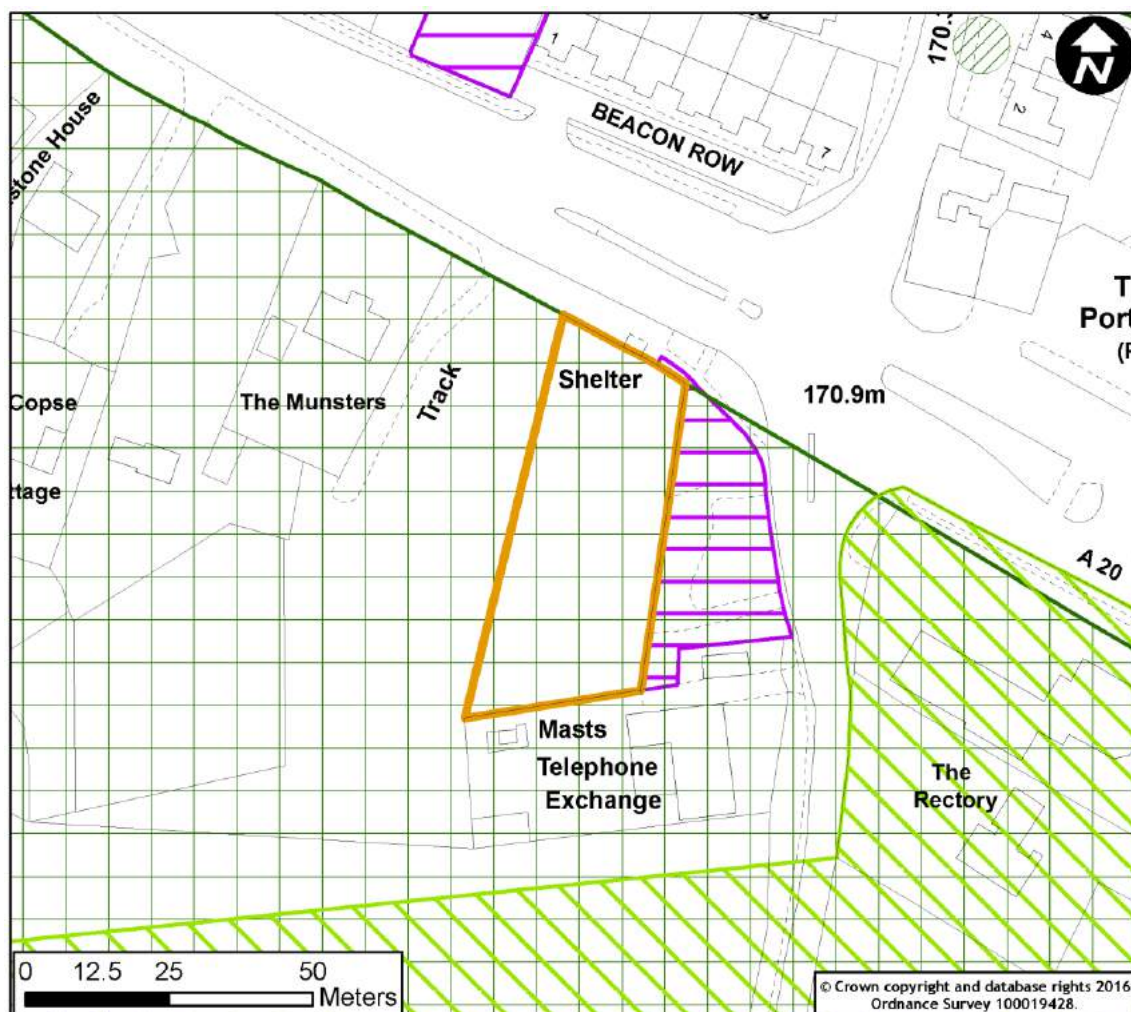 1
4
2
170.
N
BEACON ROW
7
stone House
T
Port
(F
Shelter
170.9m
The Munsters
Track
Copse
ttage
A 20
Masts
Telephone
Exchange
The
Rectory
0 12.5 25 50
Meters
© Crown copyright and database rights 2016
Ordnance Survey 100019428.